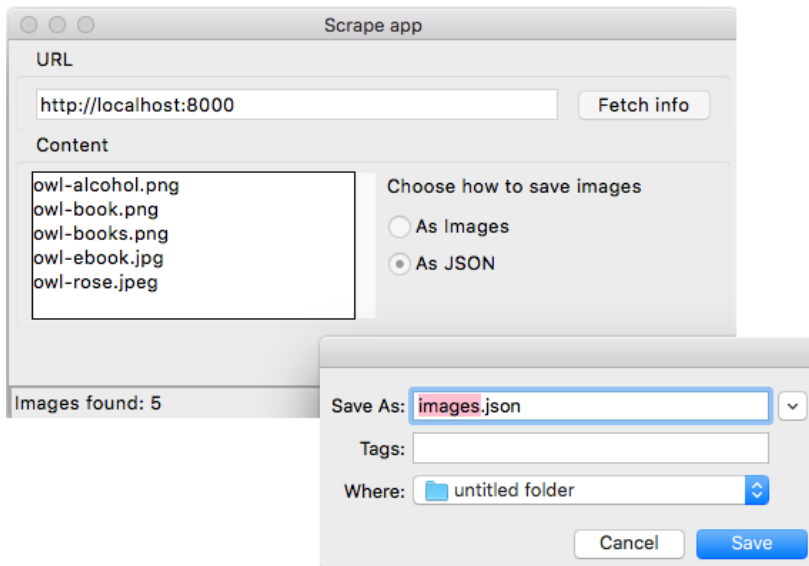 Scrape app
URL
http://localhost:8000
Fetch info
Content
owl-alcohol.png
owl-book.png
owl-books.png
owl-ebook.jpg
owl-rose.jpeg
Choose how to save images
As Images
As JSON
Images found: 5
Save As: images.json
Tags:
Where: untitled folder
Cancel Save